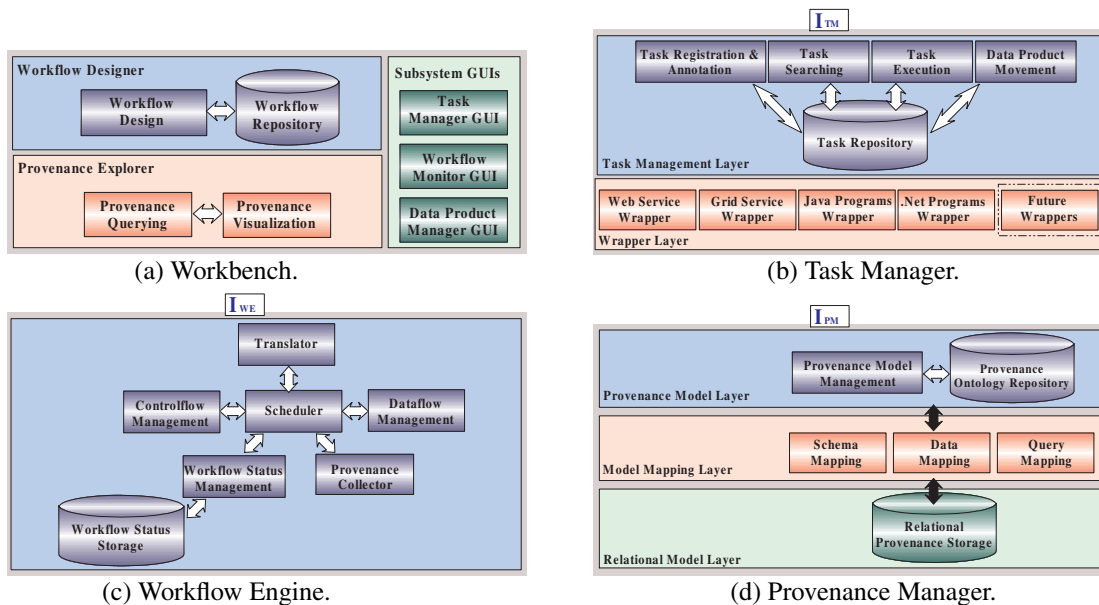 Workflow Designer
Workflow
Design
Workflow
Repository
Provenance Explorer
Provenance
Querying
Provenance
Visualization
Subsystem GUIs
Task
Manager GUI
Workflow
Monitor GUI
Data Product
Manager GUI
(a) Workbench.
I TM
Task Registration &
Annotation
Task
Searching
Task
Execution
Data Product
Movement
Task Repository
Task Management Layer
Web Service
Wrapper
Grid Service
Wrapper
Java Programs
Wrapper
.Net Programs
Wrapper
Future
Wrappers
Wrapper Layer
(b) Task Manager.
I WE
Translator
Controlflow
Management
Scheduler
Dataflow
Management
Workflow Status
Management
Provenance
Collector
Workflow Status
Storage
(c) Workflow Engine.
I PM
Provenance Model
Management
Provenance
Ontology Repository
Provenance Model Layer
Schema
Mapping
Data
Mapping
Query
Mapping
Model Mapping Layer
Relational
Provenance Storage
Relational Model Layer
(d) Provenance Manager.